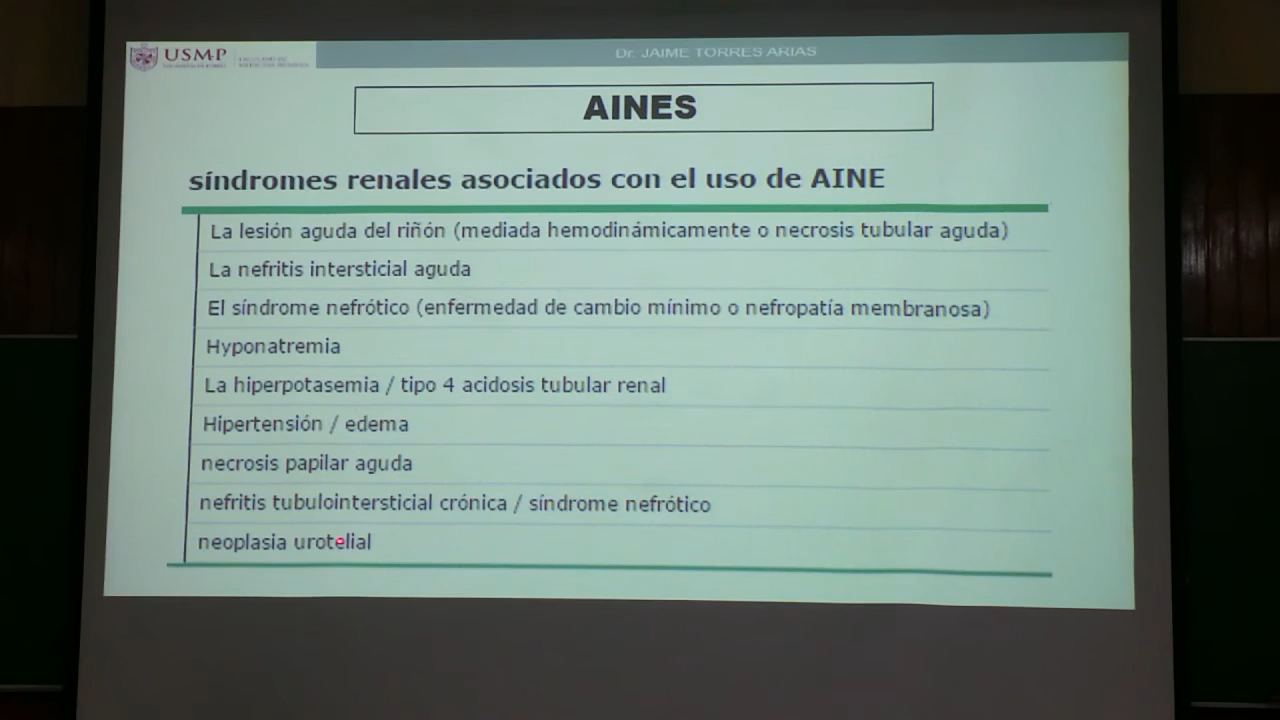 USMP
Dr. JAIME TORRES ARIAS
AINES
síndromes renales asociados con el uso de AINE
La lesión aguda del riñón (mediada hemodinámicamente o necrosis tubular aguda)
La nefritis intersticial aguda
El síndrome nefrótico (enfermedad de cambio mínimo o nefropatía membranosa)
Hyponatremia
La hiperpotasemia / tipo 4 acidosis tubular renal
Hipertensión / edema
necrosis papilar aguda
nefritis tubulointersticial crónica / síndrome nefrótico
neoplasia urotelial